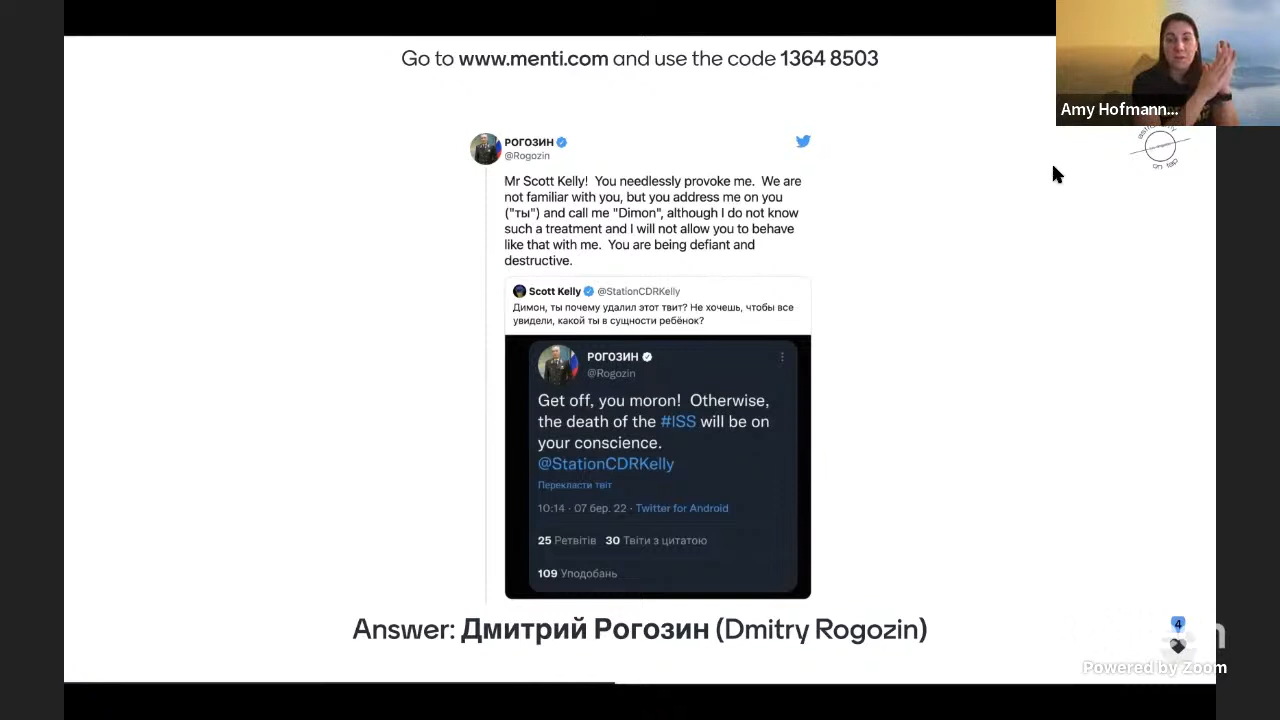 Go to www.menti.com and use the code 1364 8503
Amy Hofmann...
on tap
РОГОЗИН
@Rogozin
Mr Scott Kelly! You needlessly provoke me. We are
not familiar with you, but you address me on you
("ты") and call me "Dimon", although I do not know
such a treatment and I will not allow you to behave
like that with me. You are being defiant and
destructive.
Scott Kelly @StationCDRKelly
Димон, ты почему удалил этот твит? Не хочешь, чтобы все
увидели, какой ты в сущности ребёнок?
РОГОЗИН
@Rogozin
Get off, you moron! Otherwise,
the death of the #ISS will be on
your conscience.
@StationCDRKelly
Перекласти твіт
10:14 · 07 бер. 22 · Twitter for Android
25 Ретвітів 30 Твіти з цитатою
109 Уподобань
Answer: Дмитрий Рогозин (Dmitry Rogozin)
4
Powered by Zoom